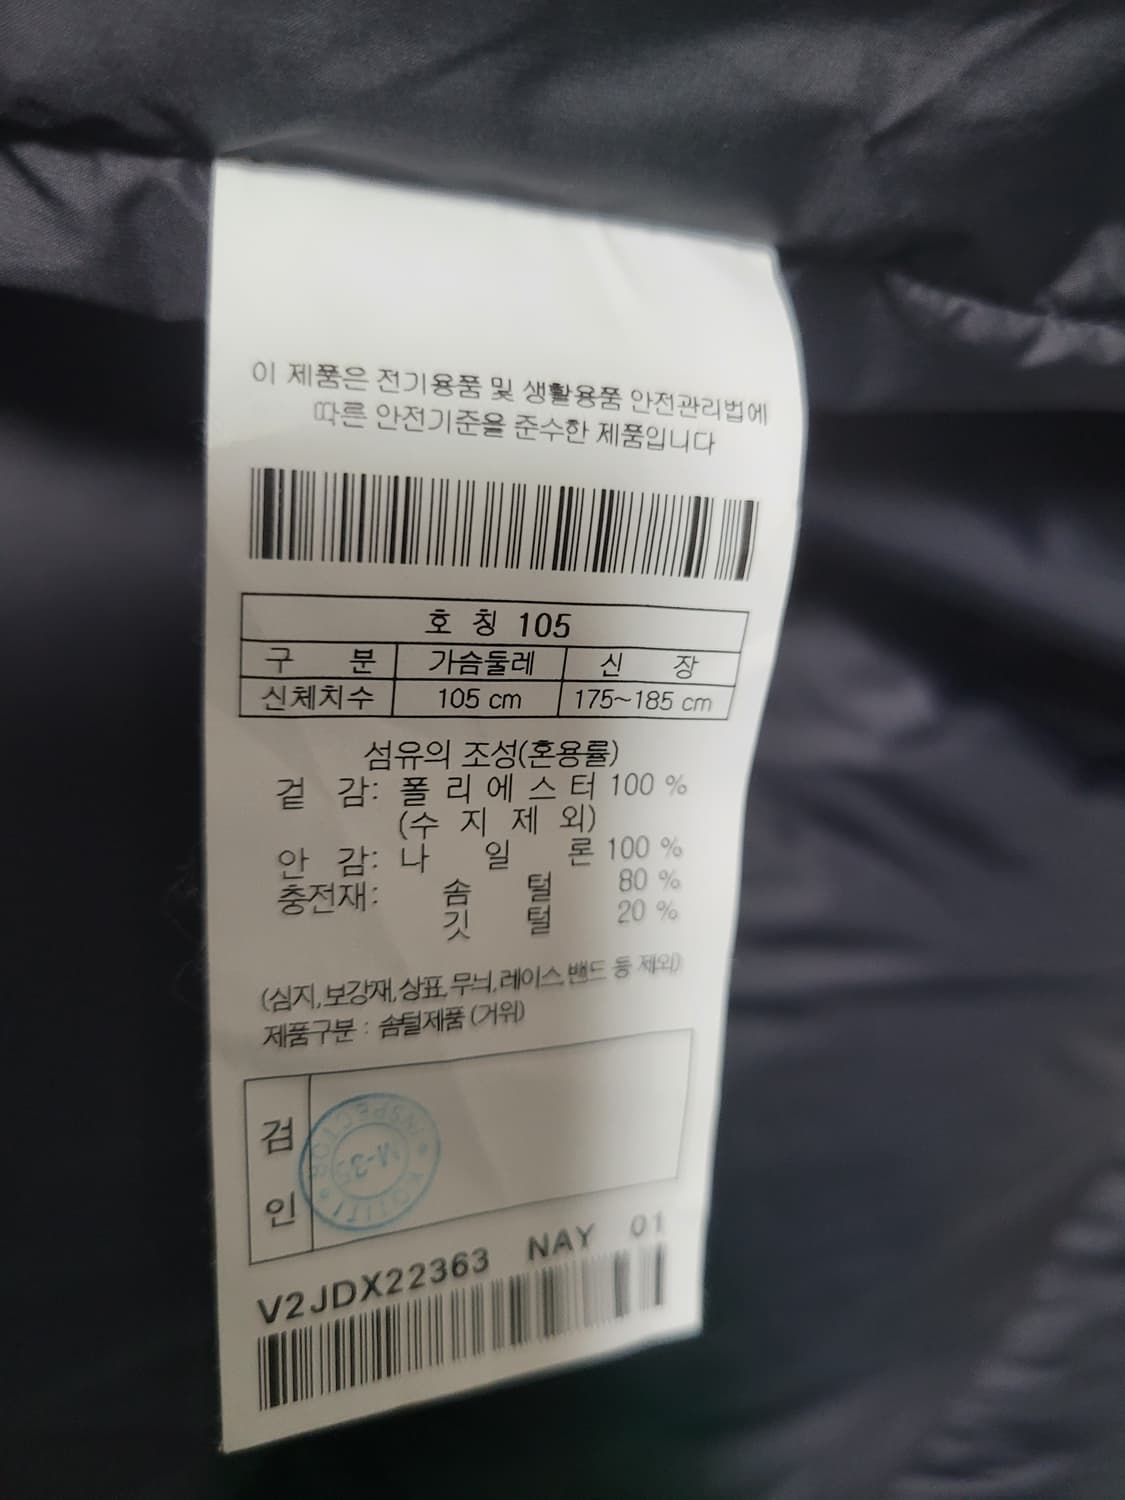 이 제품은 전기용품 및 생활용품 안전관리법에
따른 안전기준을 준수한 제품입니다
호 칭 105
구 분 가슴둘레 신 장
신체치수 105 cm 175~185 cm
섬유의 조성(혼용률)
겉 감: 폴 리 에 스 터 100 %
(수 지 제 외)
안 감: 나 일 론 100 %
충전재: 솜 털 80 %
깃 털 20 %
(심지,보강재,상표,무늬,레이스,밴드 등 제외)
제품구분 : 솜털제품 (거위)
검
인
INSPECTOR
M-35
KOTITI
V2JDX22363 NAY 01